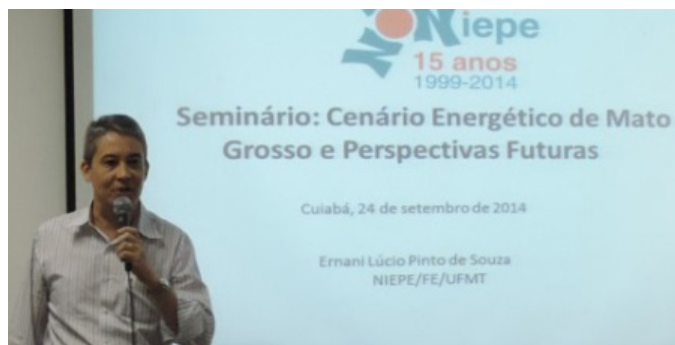 Niepe
15 anos
1999-2014
Seminário: Cenário Energético de Mato
Grosso e Perspectivas Futuras
Cuiabá, 24 de setembro de 2014
Ernani Lúcio Pinto de Souza
NIEPE/FE/UFMT